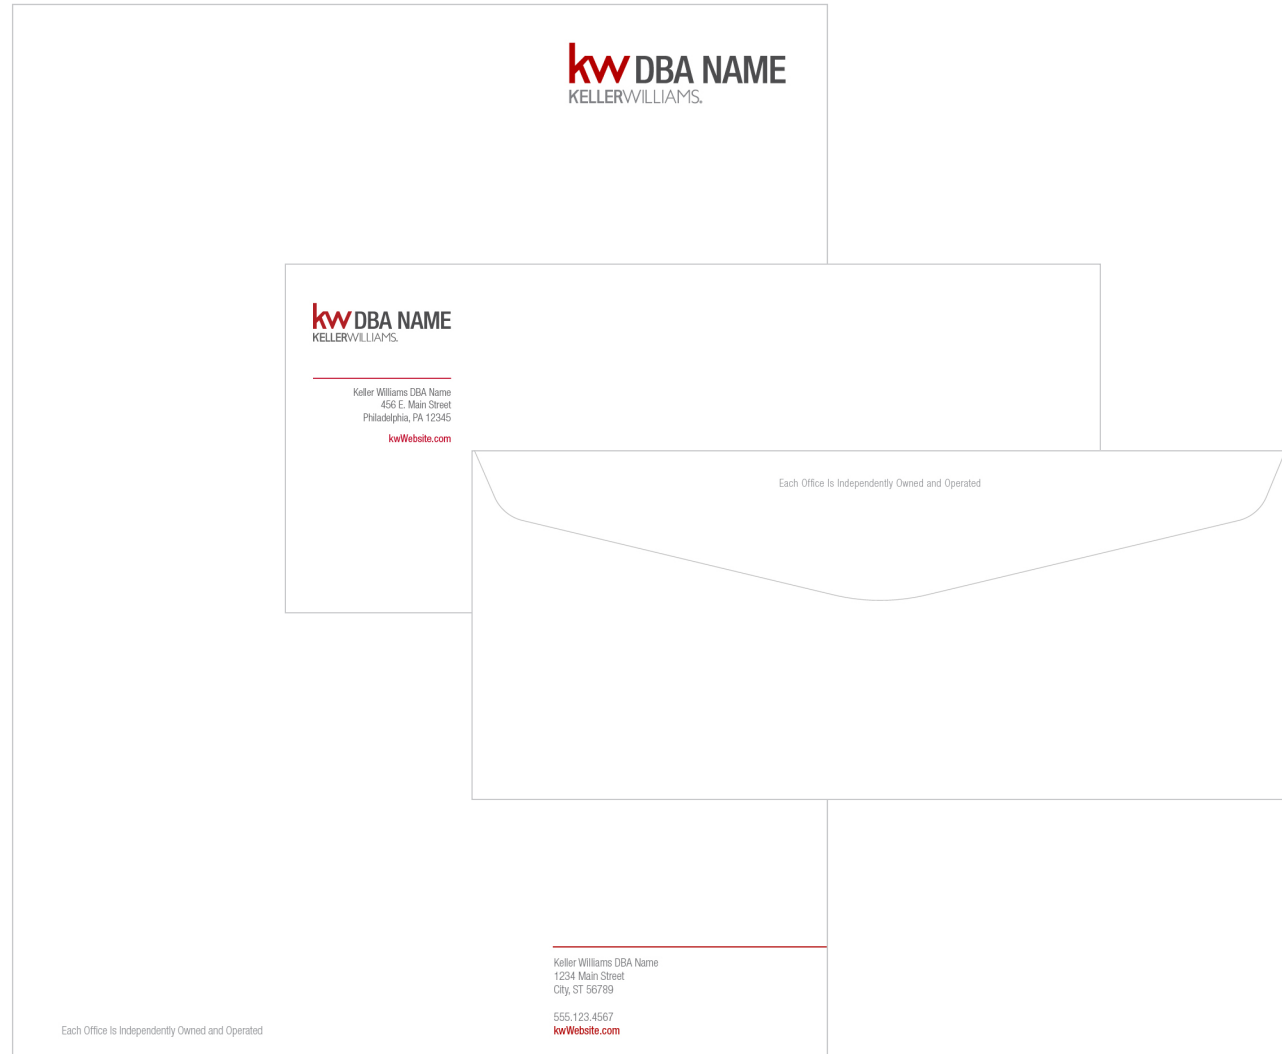 kw DBA NAME
KELLERWILLIAMS.
kw DBA NAME
KELLERWILLIAMS.
Keller Williams DBA Name
456 E. Main Street
Philadelphia, PA 12345
kwWebsite.com
Each Office Is Independently Owned and Operated
Keller Williams DBA Name
1234 Main Street
City, ST 56789
555.123.4567
kwWebsite.com
Each Office Is Independently Owned and Operated